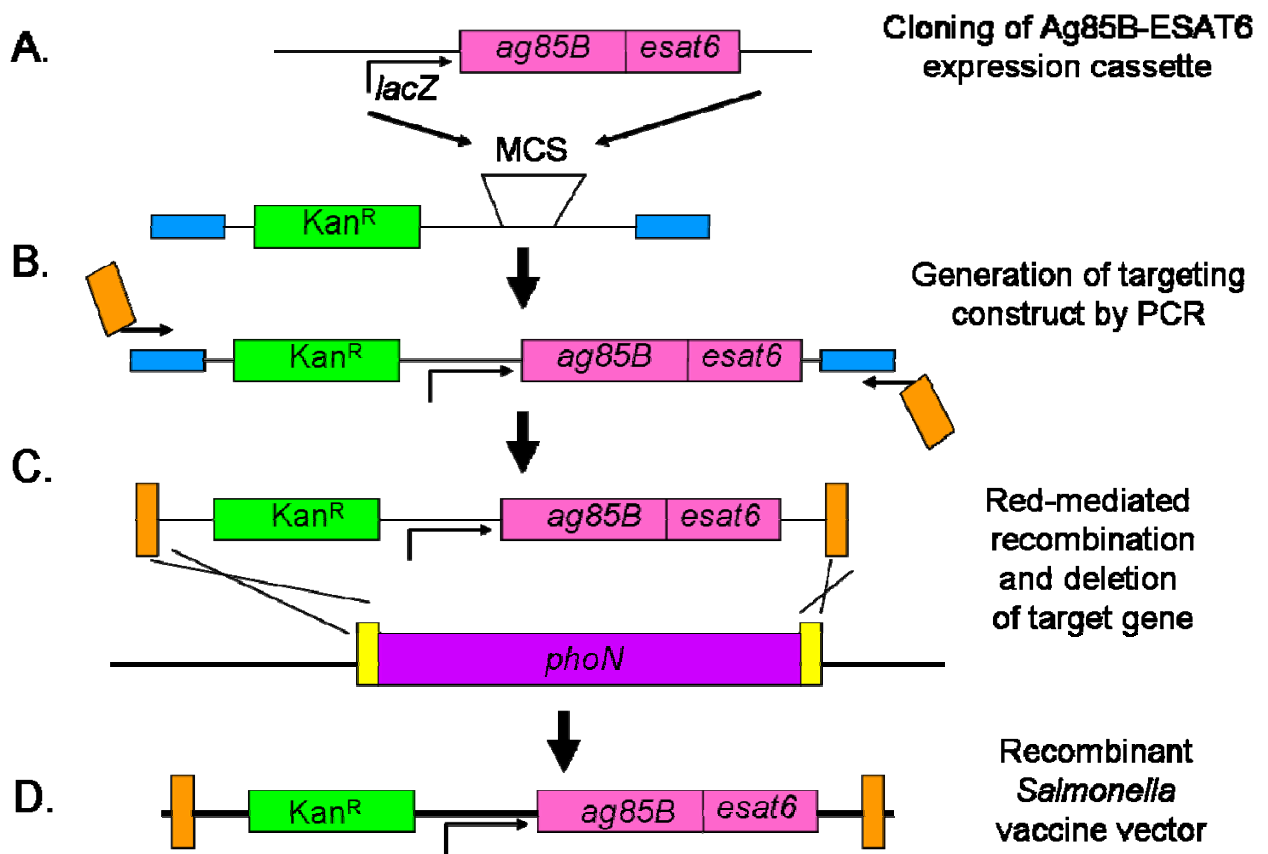 A.
ag85B esat6
lacZ
Cloning of Ag85B-ESAT6
expression cassette
MCS
KanR
B.
Generation of targeting
construct by PCR
KanR ag85B esat6
C.
KanR ag85B esat6
Red-mediated
recombination
and deletion
of target gene
phoN
D.
KanR ag85B esat6
Recombinant
Salmonella
vaccine vector